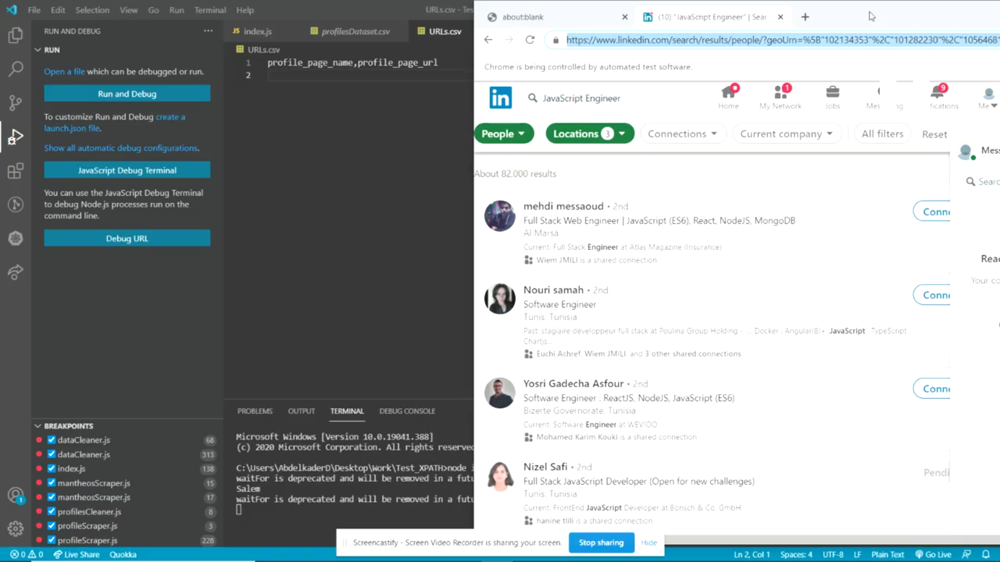 File Edit Selection View Go Run Terminal Help
URLs.csv - Tes
RUN AND DEBUG
RUN
Open a file which can be debugged or run.
Run and Debug
To customize Run and Debug create a
launch.json file.
Show all automatic debug configurations.
JavaScript Debug Terminal
You can use the JavaScript Debug Terminal
to debug Node.js processes run on the
command line.
Debug URL
BREAKPOINTS
dataCleaner.js 68
dataCleaner.js 313
index.js 138
mantheosScraper.js 15
mantheosScraper.js 17
profilesCleaner.js 8
profileScraper.js 3
profileScraper.js 228
1
JS index.js profilesDataset.csv URLs.csv
URLs.csv
1 profile_page_name,profile_page_url
2
PROBLEMS OUTPUT TERMINAL DEBUG CONSOLE
Microsoft Windows [Version 10.0.19041.388]
(c) 2020 Microsoft Corporation. All rights reserved
C:\Users\AbdelkaderD\Desktop\Work\Test_XPATH>node i
waitFor is deprecated and will be removed in a futu
Salem
waitFor is deprecated and will be removed in a futu
about:blank
(10) "JavaScript Engineer" | Sear
https://www.linkedin.com/search/results/people/?geoUrn=%5B"102134353"%2C"101282230"%2C"1056468
Chrome is being controlled by automated test software.
in JavaScript Engineer
Home
1 My Network
Jobs
Mes ng
9 fications
Me
People Locations 3 Connections Current company All filters Reset
About 82,000 results
mehdi messaoud • 2nd
Full Stack Web Engineer | JavaScript (ES6), React, NodeJS, MongoDB
Al Marsá
Current: Full Stack Engineer at Atlas Magazine (Insurance)
Wiem JMILI is a shared connection
Conne
Nouri samah • 2nd
Software Engineer
Tunis, Tunisia
Past: stagiaire développeur full stack at Poulina Group Holding - ..., Docker , Angular(8)+ ,JavaScript , TypeScript ,
Chartjs...
Euchi Achref, Wiem JMILI, and 3 other shared connections
Conne
Yosri Gadecha Asfour • 2nd
Software Engineer : ReactJS, NodeJS, JavaScript (ES6)
Bizerte Governorate, Tunisia
Current: Software Engineer at WEVIOO
Mohamed Karim Kouki is a shared connection
Conne
Nizel Safi • 2nd
Full Stack JavaScript Developer (Open for new challenges)
Tunis, Tunisia
Current: FrontEnd JavaScript Developer at Bonsch & Co. GmbH
hanine tlili is a shared connection
Pendi
Mess
Searc
Reac
Your co
Screencastify - Screen Video Recorder is sharing your screen. Stop sharing Hide
0 0 Live Share Quokka
Ln 2, Col 1 Spaces: 4 UTF-8 LF Plain Text Go Live